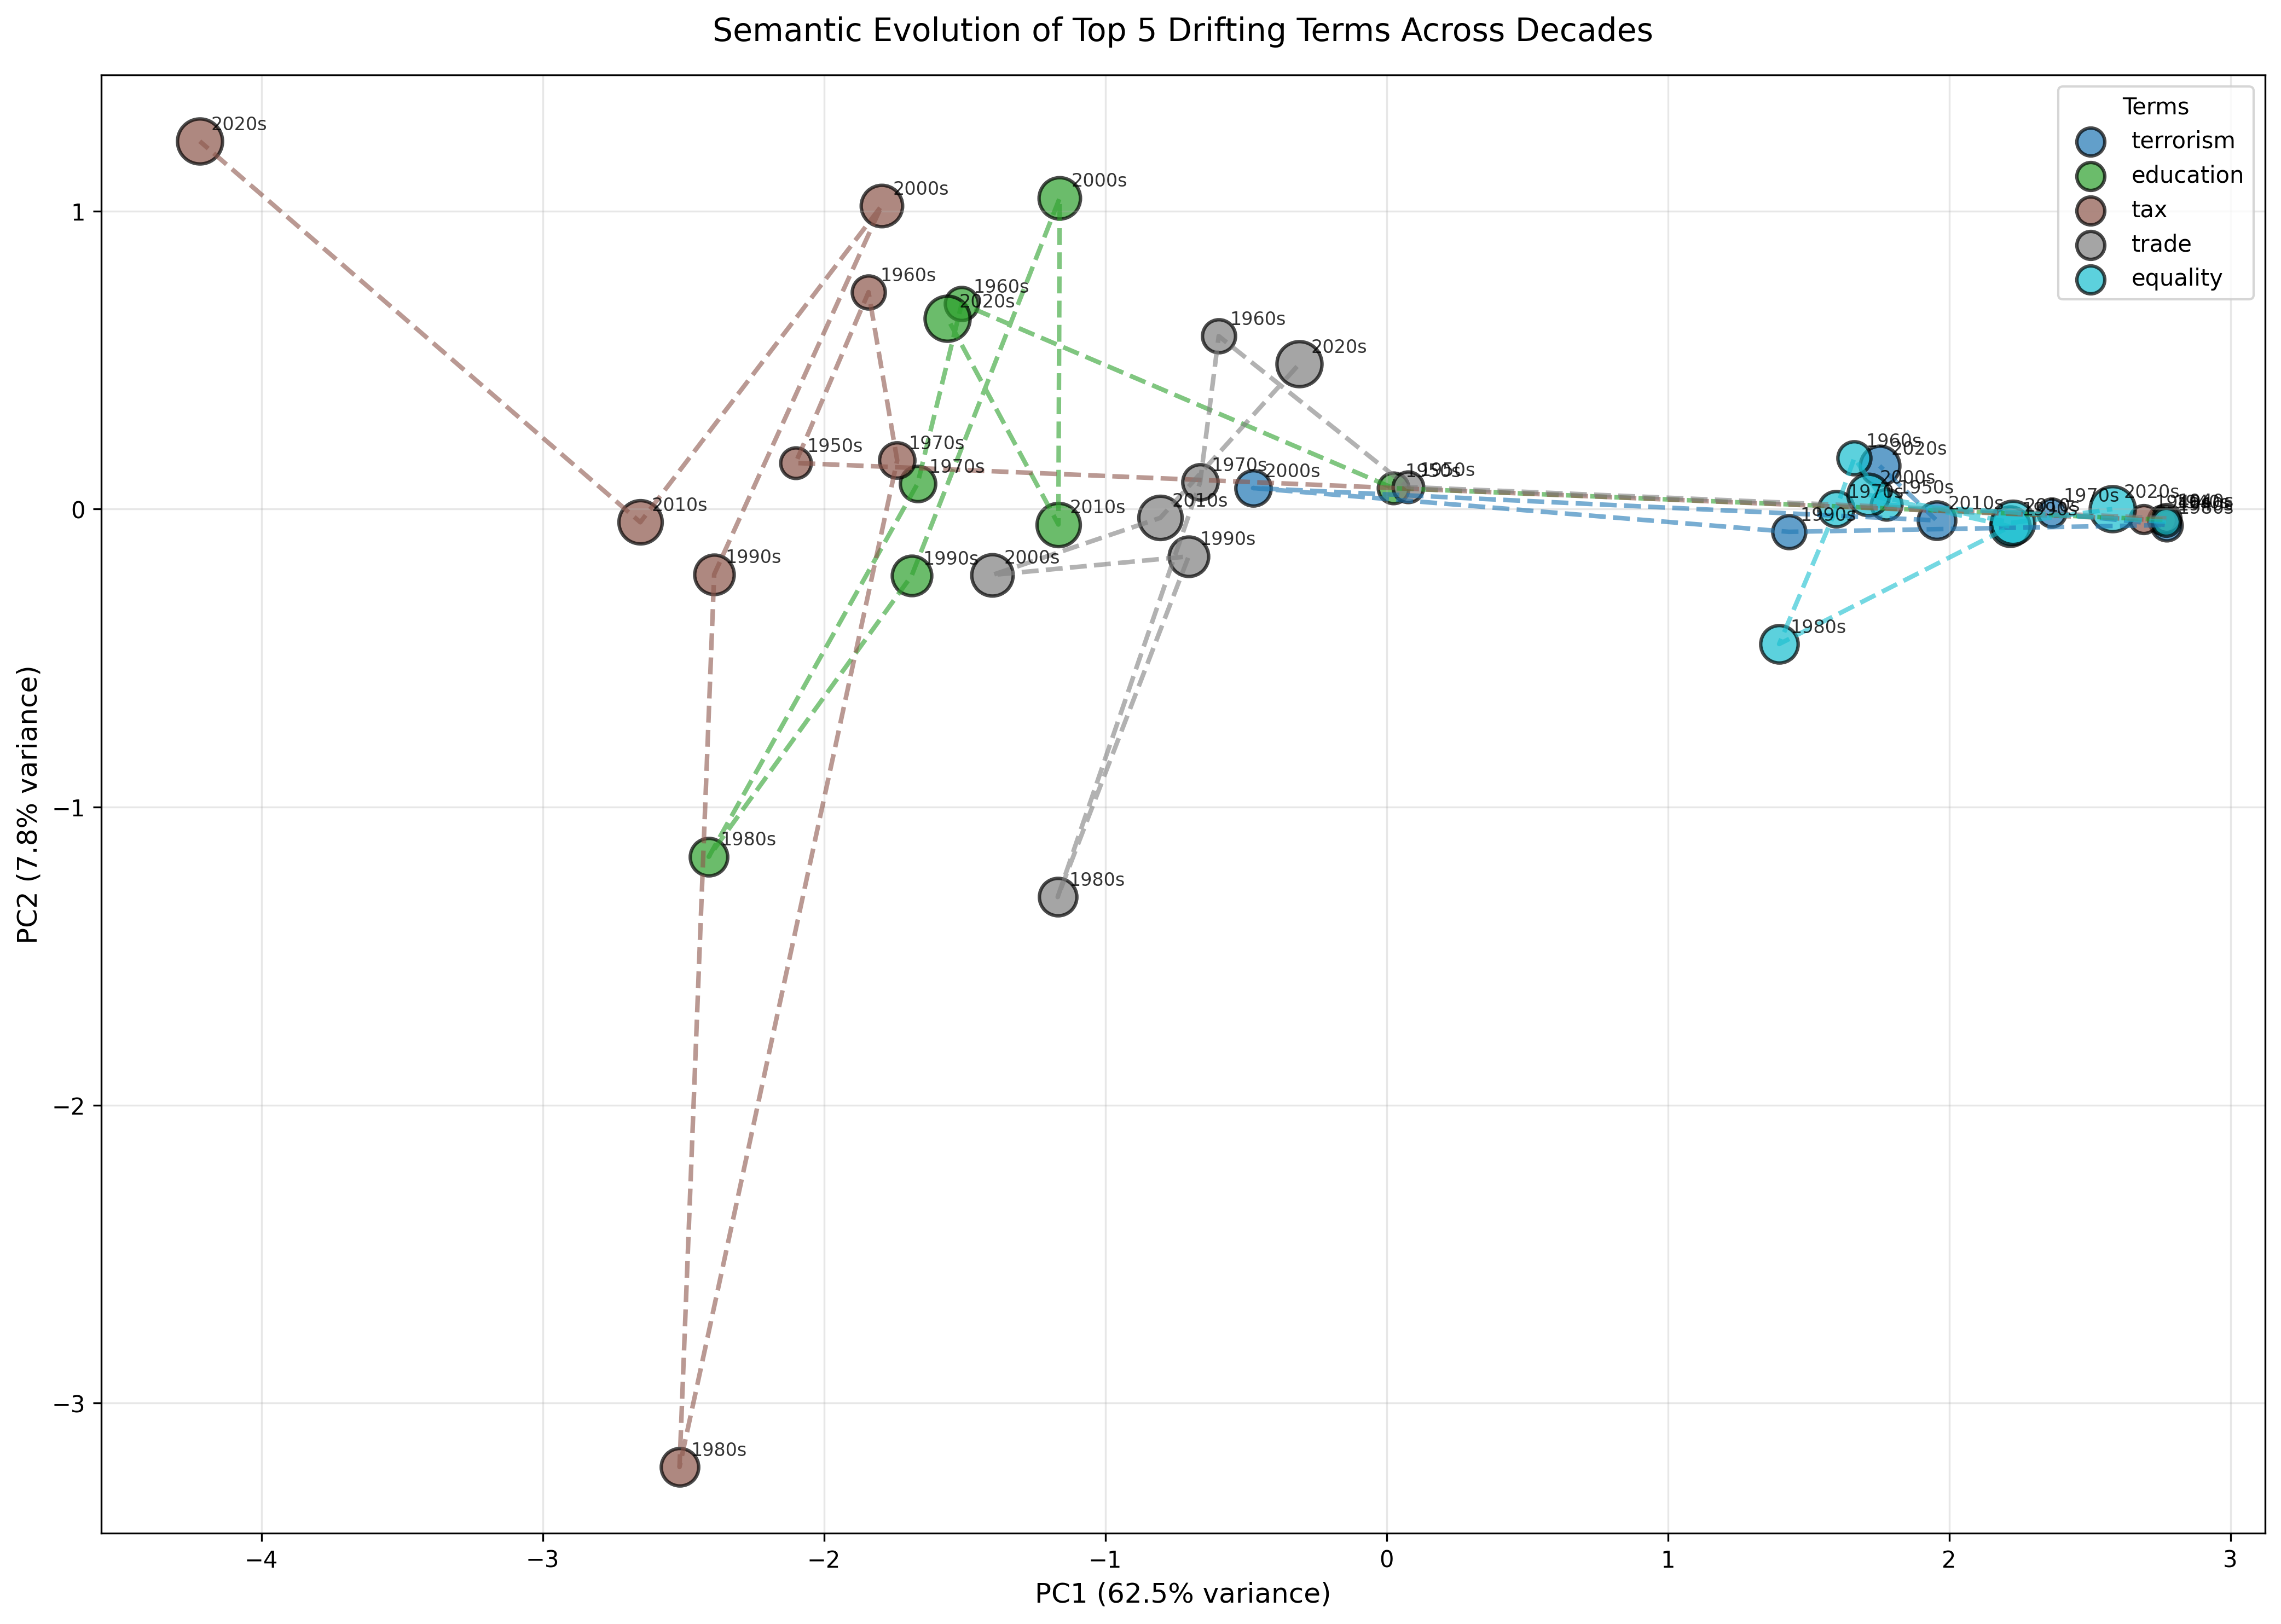 Semantic Evolution of Top 5 Drifting Terms Across Decades
Terms
terrorism
education
tax
trade
equality
2020s
2000s
2000s
1960s
1960s
2020s
1960s
2020s
1950s
1970s
1970s
1970s
2000s
1950s
1960s
2020s
2000s
1950s
1970s
2010s
2010s
2010s
1990s
2010s
1990s
1970s
2020s
1980s
1990s
1990s
2000s
1990s
1980s
1980s
1980s
1980s
1
0
−1
−2
−3
−4
−3
−2
−1
0
1
2
3
PC2 (7.8% variance)
PC1 (62.5% variance)